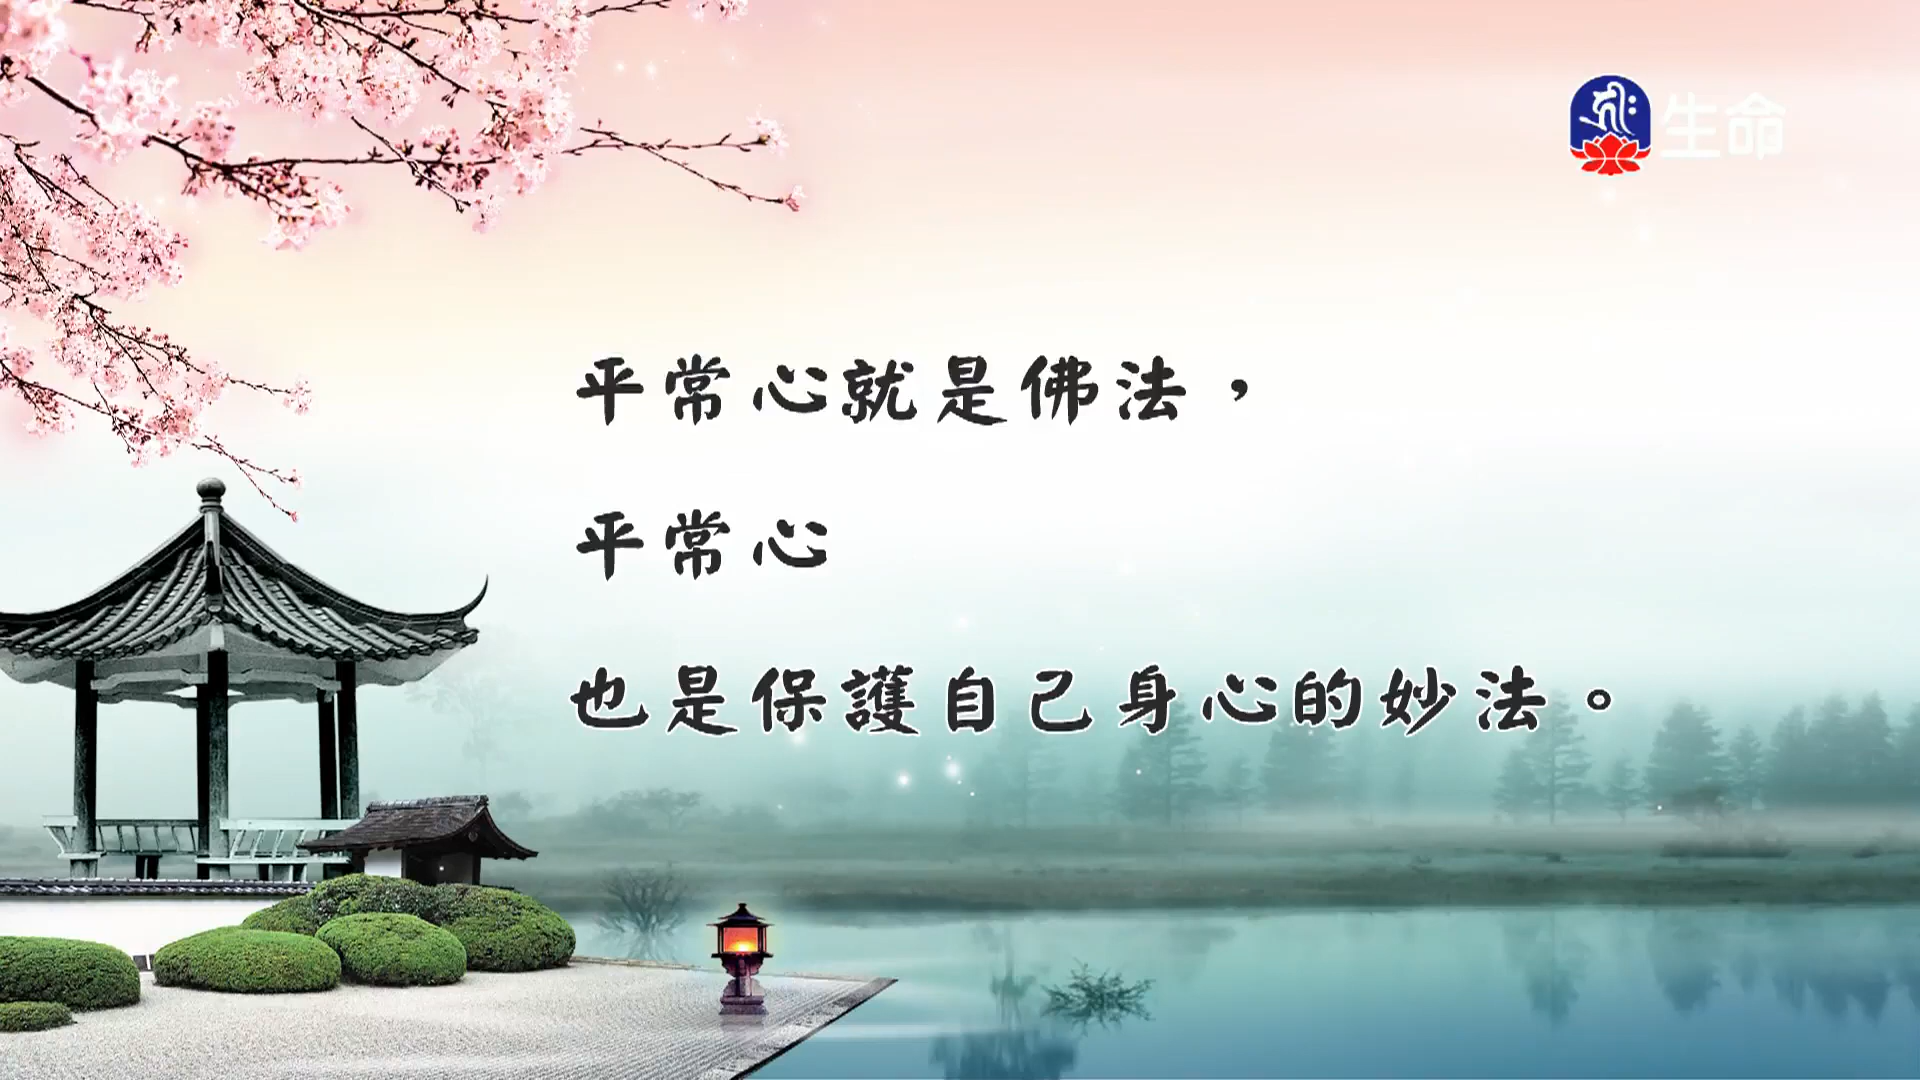 生命
平常心就是佛法，
平常心
也是保護自己身心的妙法。